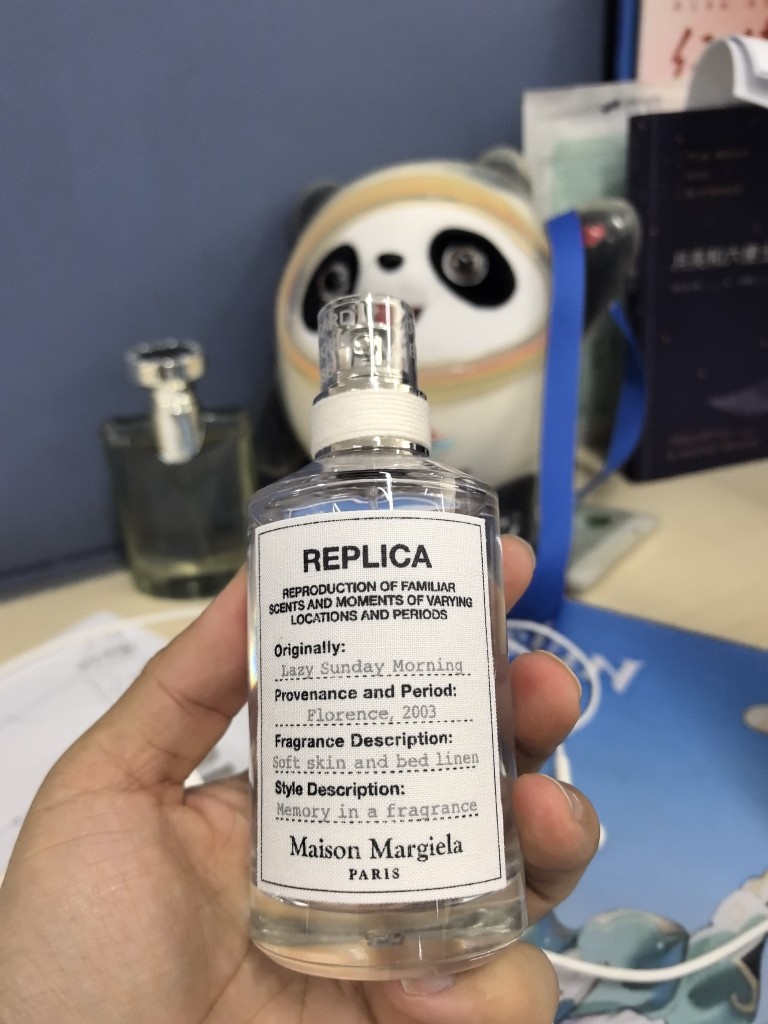 REPLICA
REPRODUCTION OF FAMILIAR
SCENTS AND MOMENTS OF VARYING
LOCATIONS AND PERIODS
Originally:
Lazy Sunday Morning
Provenance and Period:
Florence, 2003
Fragrance Description:
Soft skin and bed linen
Style Description:
Memory in a fragrance
Maison Margiela
PARIS